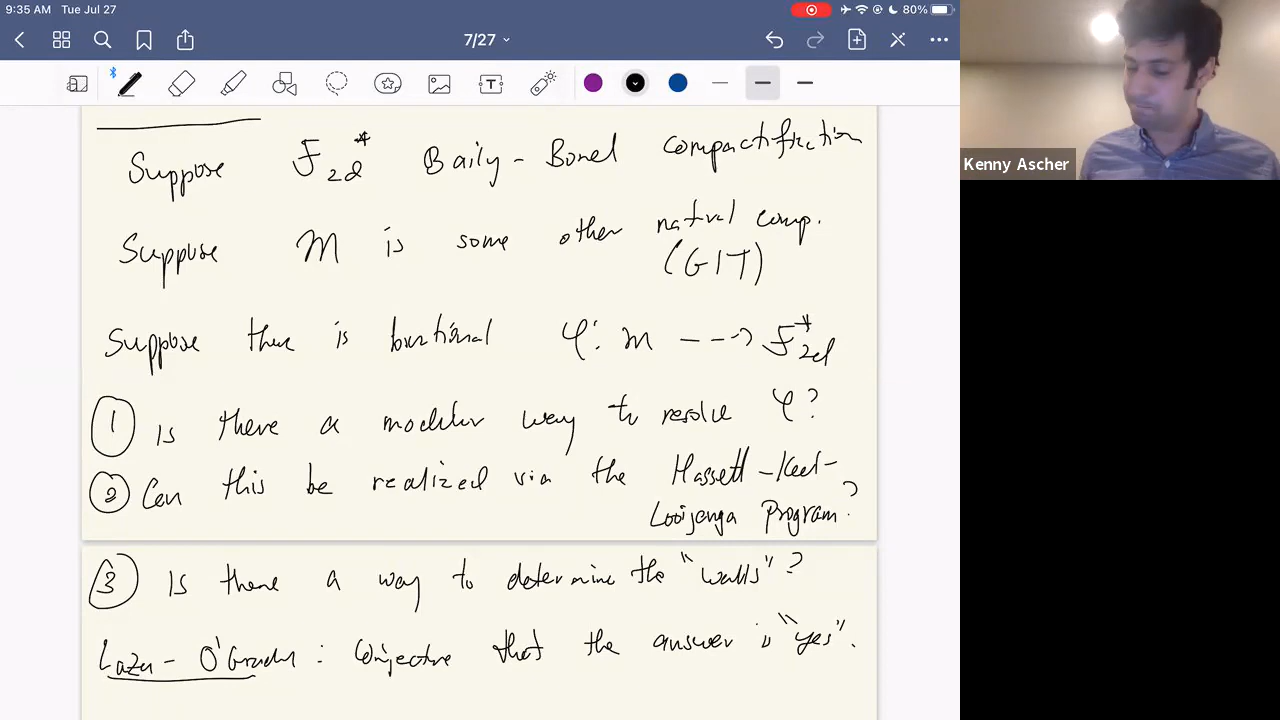 9:35 AM Tue Jul 27
80%
7/27
Suppose F*2d Baily-Borel compactification
Suppose M is some other natural comp.
(GIT)
Suppose there is birational φ: M ---> F*2d
① Is there a modular way to resolve φ?
② Can this be realized via the Hassett-Keel-
Looijenga Program?
③ Is there a way to determine the "walls"?
Laza-O'Grady: Conjecture that the answer is "yes".
Kenny Ascher